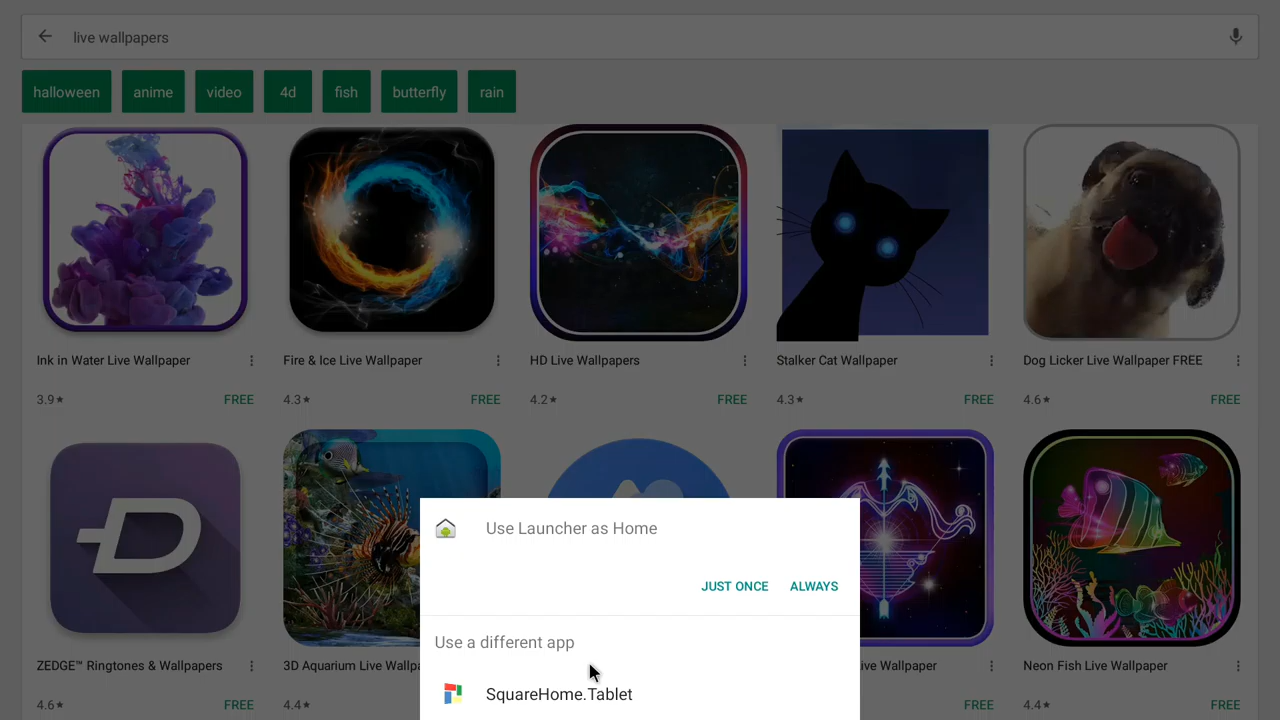 live wallpapers
halloween anime video 4d fish butterfly rain
Ink in Water Live Wallpaper Fire & Ice Live Wallpaper HD Live Wallpapers Stalker Cat Wallpaper Dog Licker Live Wallpaper FREE
3.9★ FREE 4.3★ FREE 4.2★ FREE 4.3★ FREE 4.6★ FREE
Use Launcher as Home
JUST ONCE ALWAYS
Use a different app
SquareHome.Tablet
ZEDGE™ Ringtones & Wallpapers 3D Aquarium Live Wallpa ive Wallpaper Neon Fish Live Wallpaper
4.6★ FREE 4.4★ FREE 4.4★ FREE